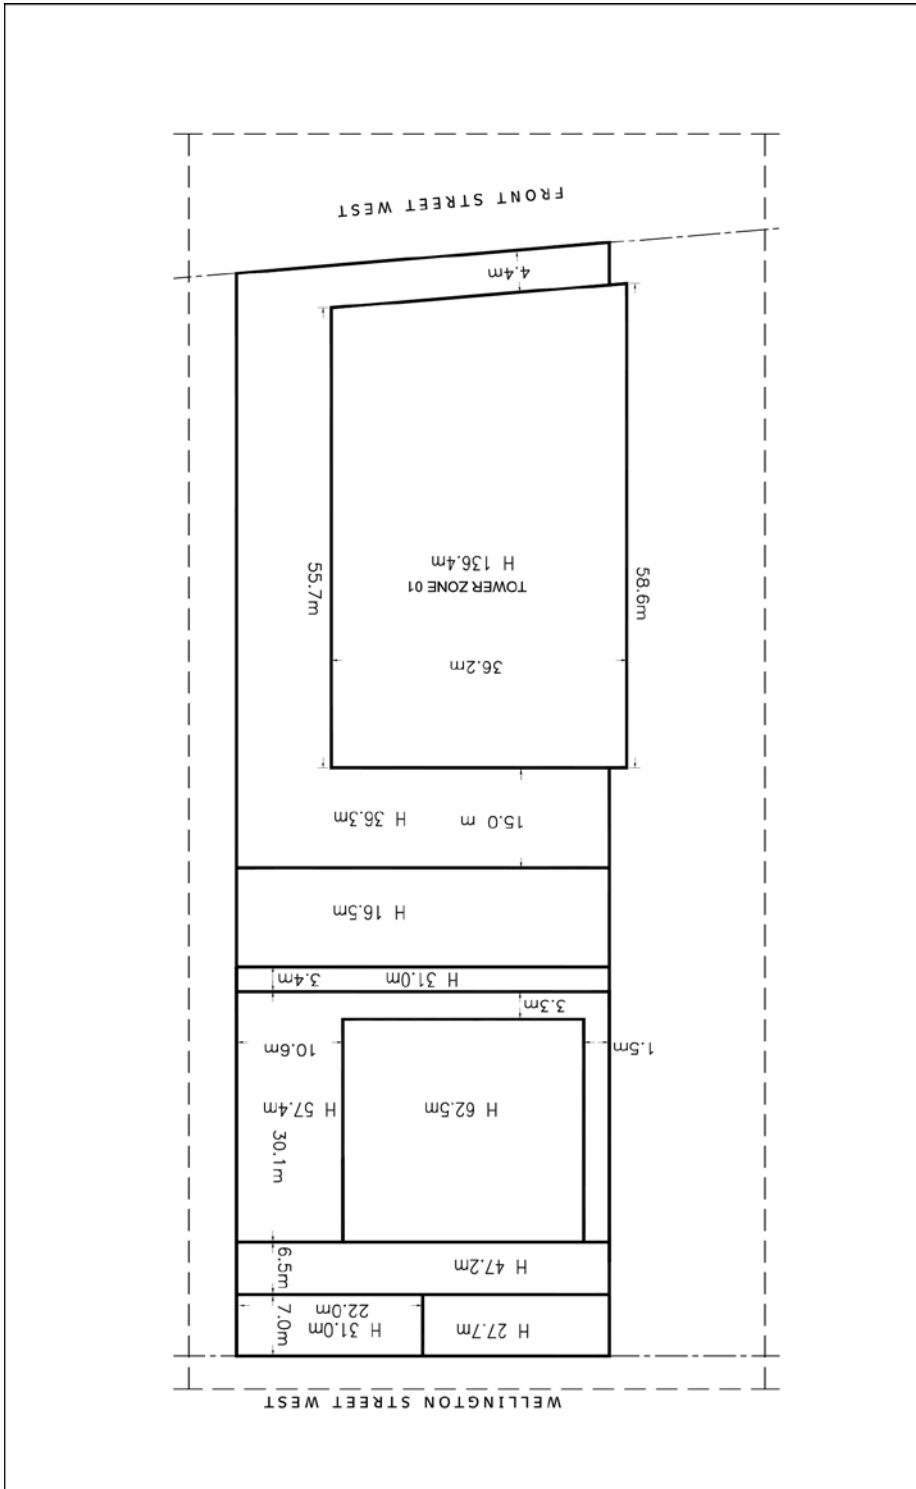 WELLINGTON STREET WEST
H 27.7m
H 31.0m
22.0m
7.0m
H 47.2m
6.5m
30.1m
H 62.5m
H 57.4m
1.5m
10.6m
3.3m
H 31.0m
3.4m
H 16.5m
15.0 m
H 36.3m
36.2m
58.6m
TOWER ZONE 01
H 136.4m
55.7m
4.4m
FRONT STREET WEST